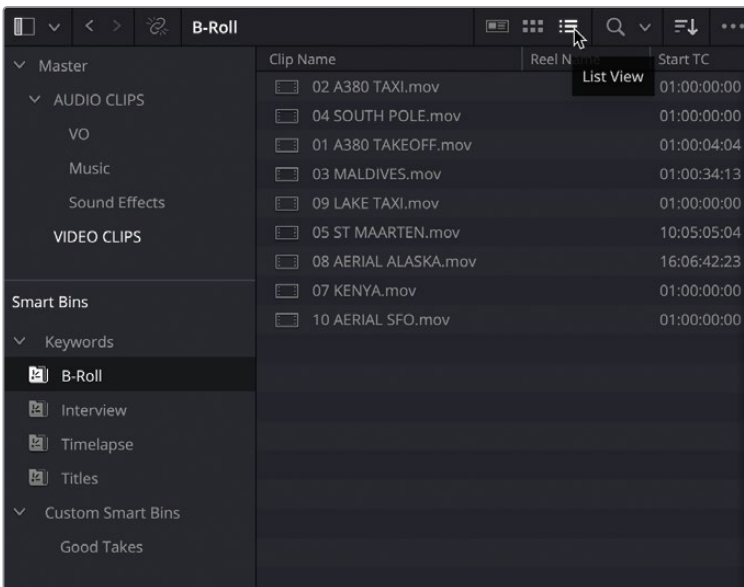 B-Roll
Master
AUDIO CLIPS
VO
Music
Sound Effects
VIDEO CLIPS
Smart Bins
Keywords
B-Roll
Interview
Timelapse
Titles
Custom Smart Bins
Good Takes
Clip Name Reel Name Start TC
List View
02 A380 TAXI.mov 01:00:00:00
04 SOUTH POLE.mov 01:00:00:00
01 A380 TAKEOFF.mov 01:00:04:04
03 MALDIVES.mov 01:00:34:13
09 LAKE TAXI.mov 01:00:00:00
05 ST MAARTEN.mov 10:05:05:04
08 AERIAL ALASKA.mov 16:06:42:23
07 KENYA.mov 01:00:00:00
10 AERIAL SFO.mov 01:00:00:00